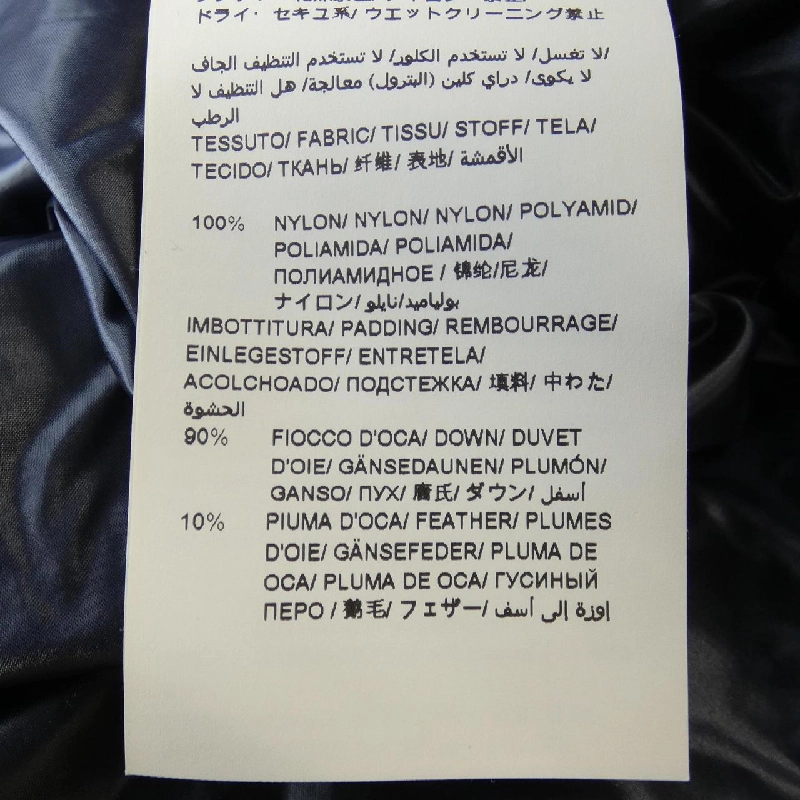 ドライ・セキユ系/ ウエットクリーニング禁止
لا تغسل/ لا تستخدم الكلور/ لا تستخدم التنظيف الجاف/
لا يكوى/ دراي كلين (البترول) معالجة/ هل التنظيف لا
الرطب
TESSUTO/ FABRIC/ TISSU/ STOFF/ TELA/
TECIDO/ ТКАНЬ/ 纤维/ 表地/ الأقمشة
100% NYLON/ NYLON/ NYLON/ POLYAMID/
POLIAMIDA/ POLIAMIDA/
ПОЛИАМИДНОЕ / 锦纶/尼龙/
ナイロン/ بولياميد/نايلو
IMBOTTITURA/ PADDING/ REMBOURRAGE/
EINLEGESTOFF/ ENTRETELA/
ACOLCHOADO/ ПОДСТЕЖКА/ 填料/ 中わた/
الحشوة
90% FIOCCO D'OCA/ DOWN/ DUVET
D'OIE/ GÄNSEDAUNEN/ PLUMÓN/
GANSO/ ПУХ/ 廣氏/ ダウン/ أسفل
10% PIUMA D'OCA/ FEATHER/ PLUMES
D'OIE/ GÄNSEFEDER/ PLUMA DE
OCA/ PLUMA DE OCA/ ГУСИНЫЙ
ПЕРО / 鹅毛/ フェザー/ اوزة إلى أسف